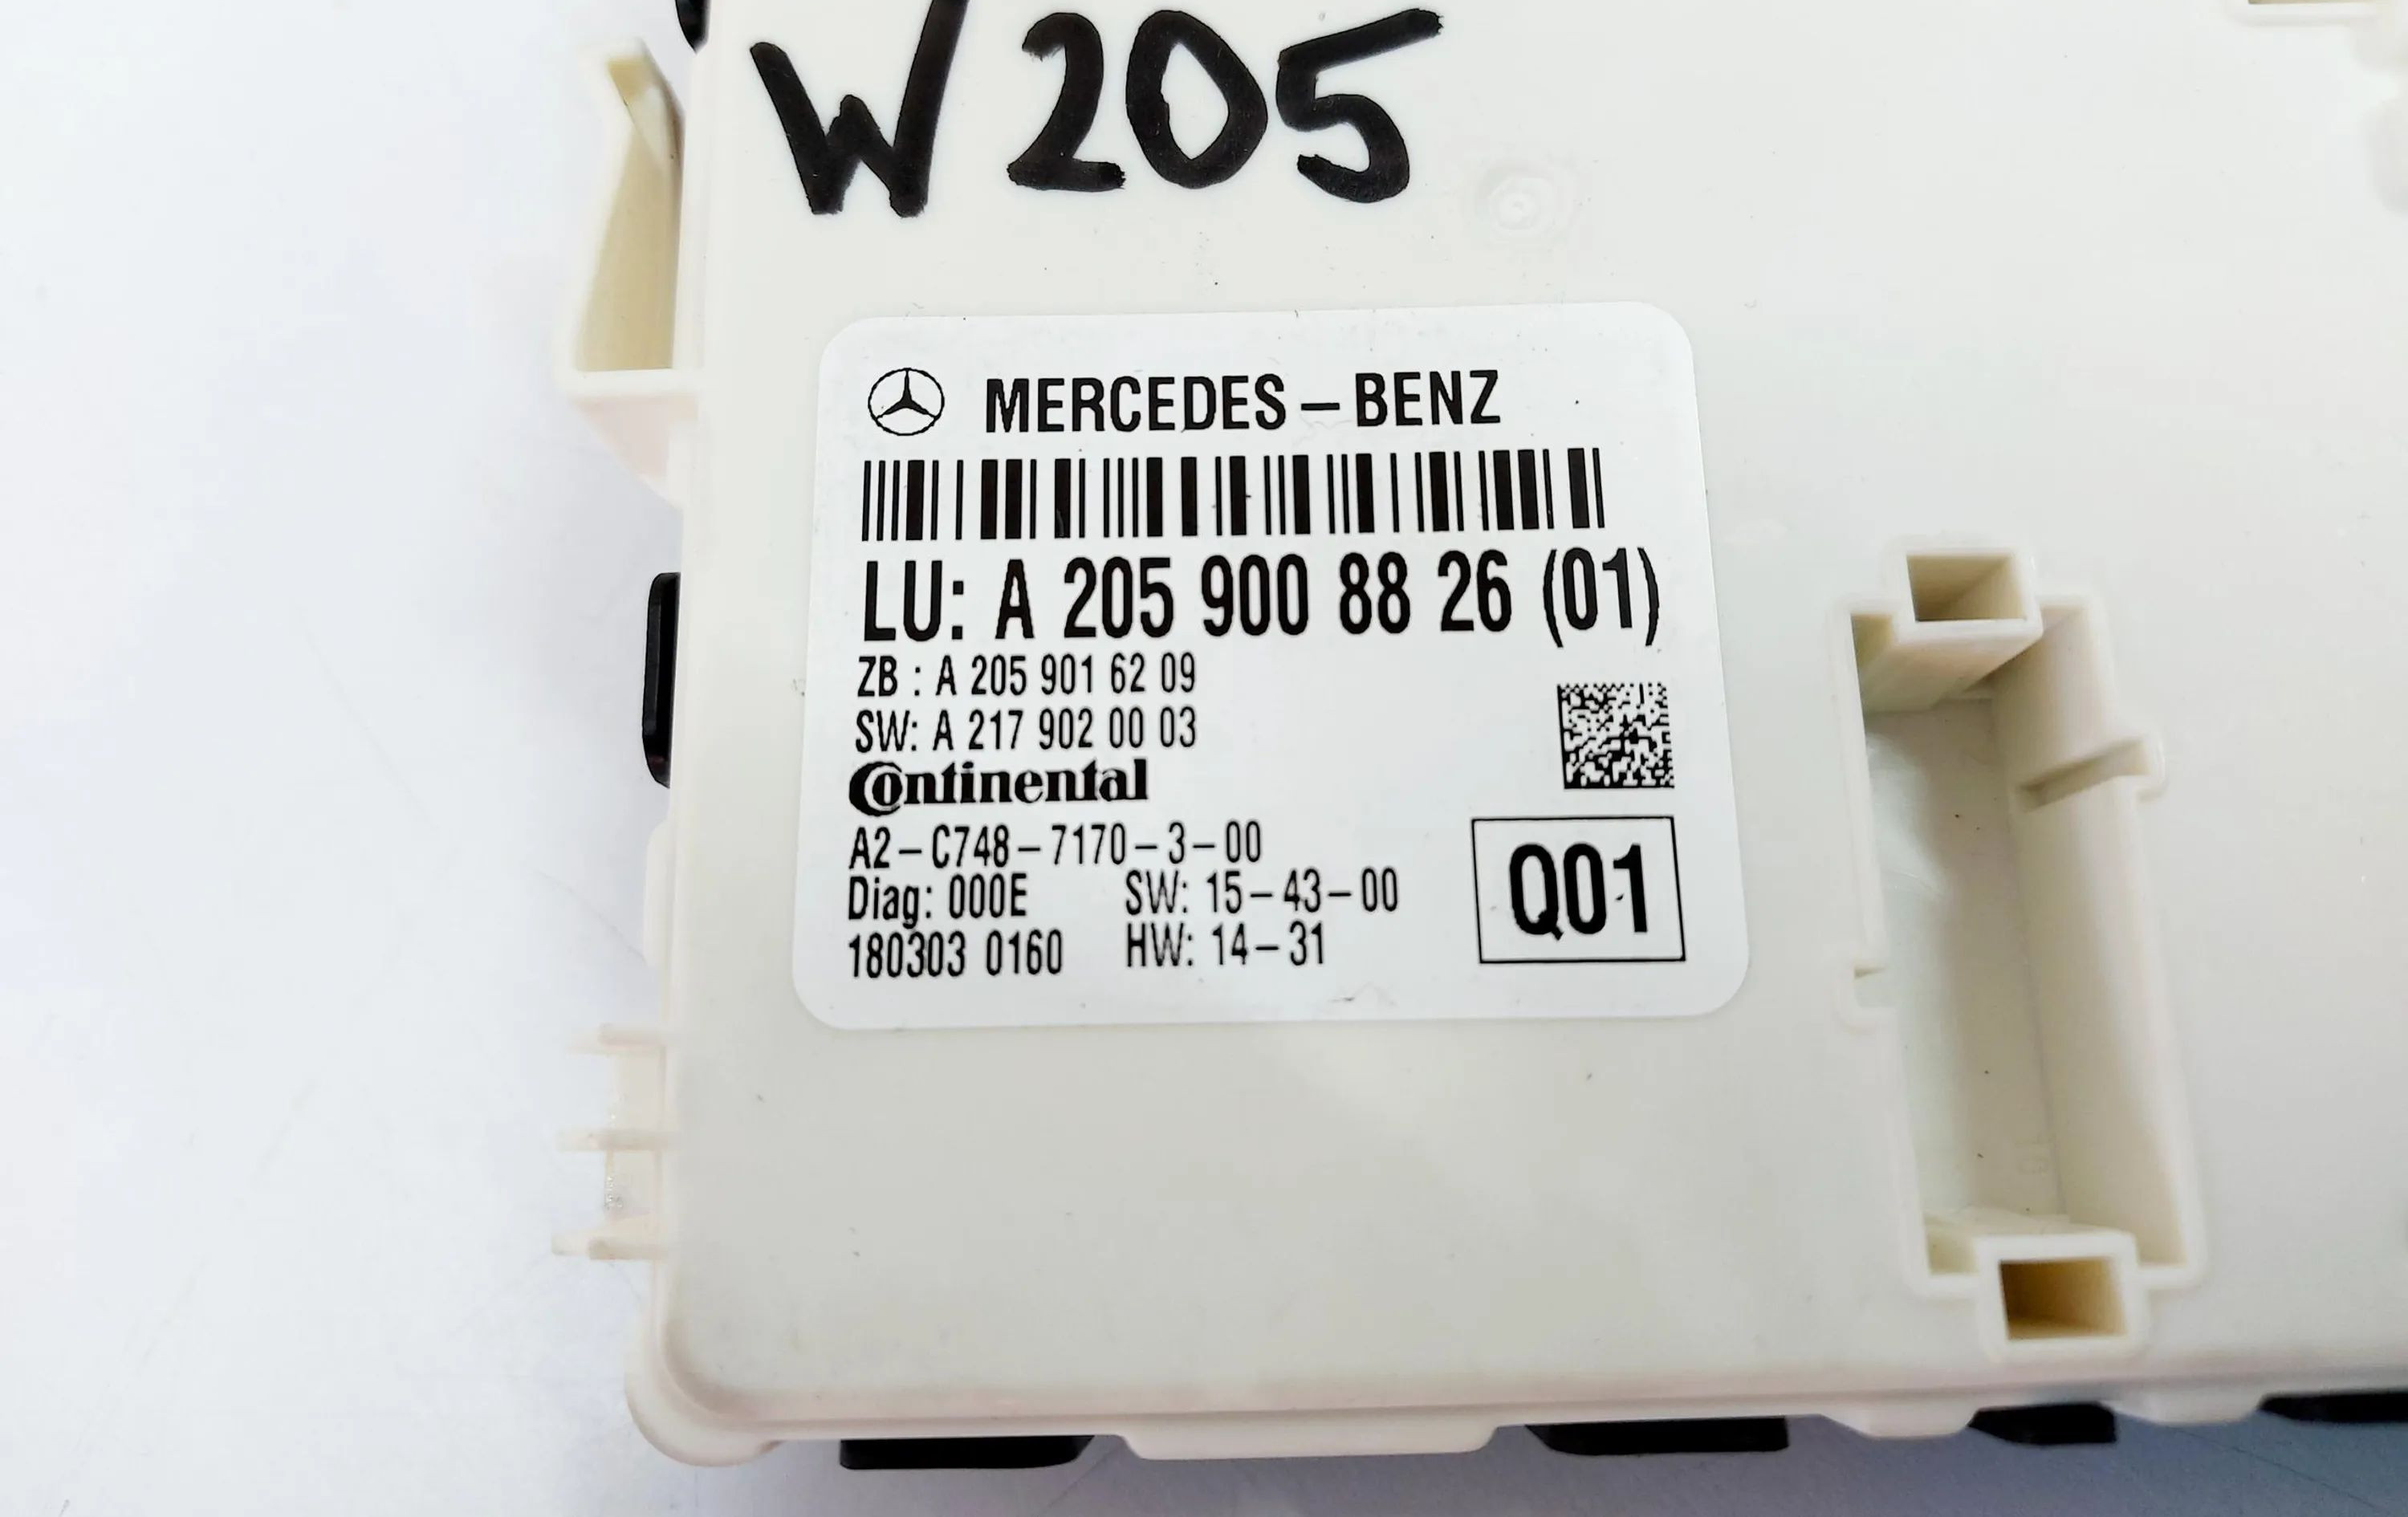 W205
MERCEDES-BENZ
LU: A 205 900 88 26 (01)
ZB : A 205 901 62 09
SW: A 217 902 00 03
Continental
A2-C748-7170-3-00
Diag: 000E SW: 15-43-00
180303 0160 HW: 14-31
Q01